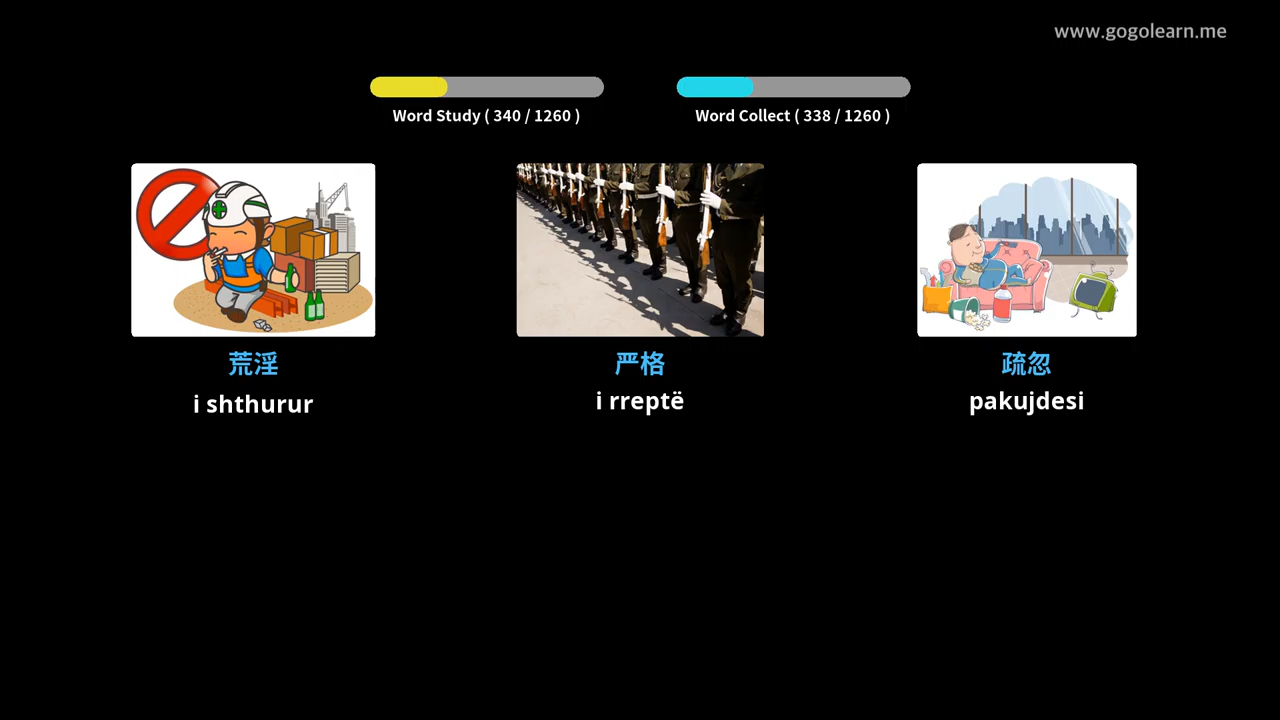 www.gogolearn.me
Word Study ( 340 / 1260 )
Word Collect ( 338 / 1260 )
荒淫
严格
疏忽
i shthurur
i rreptë
pakujdesi